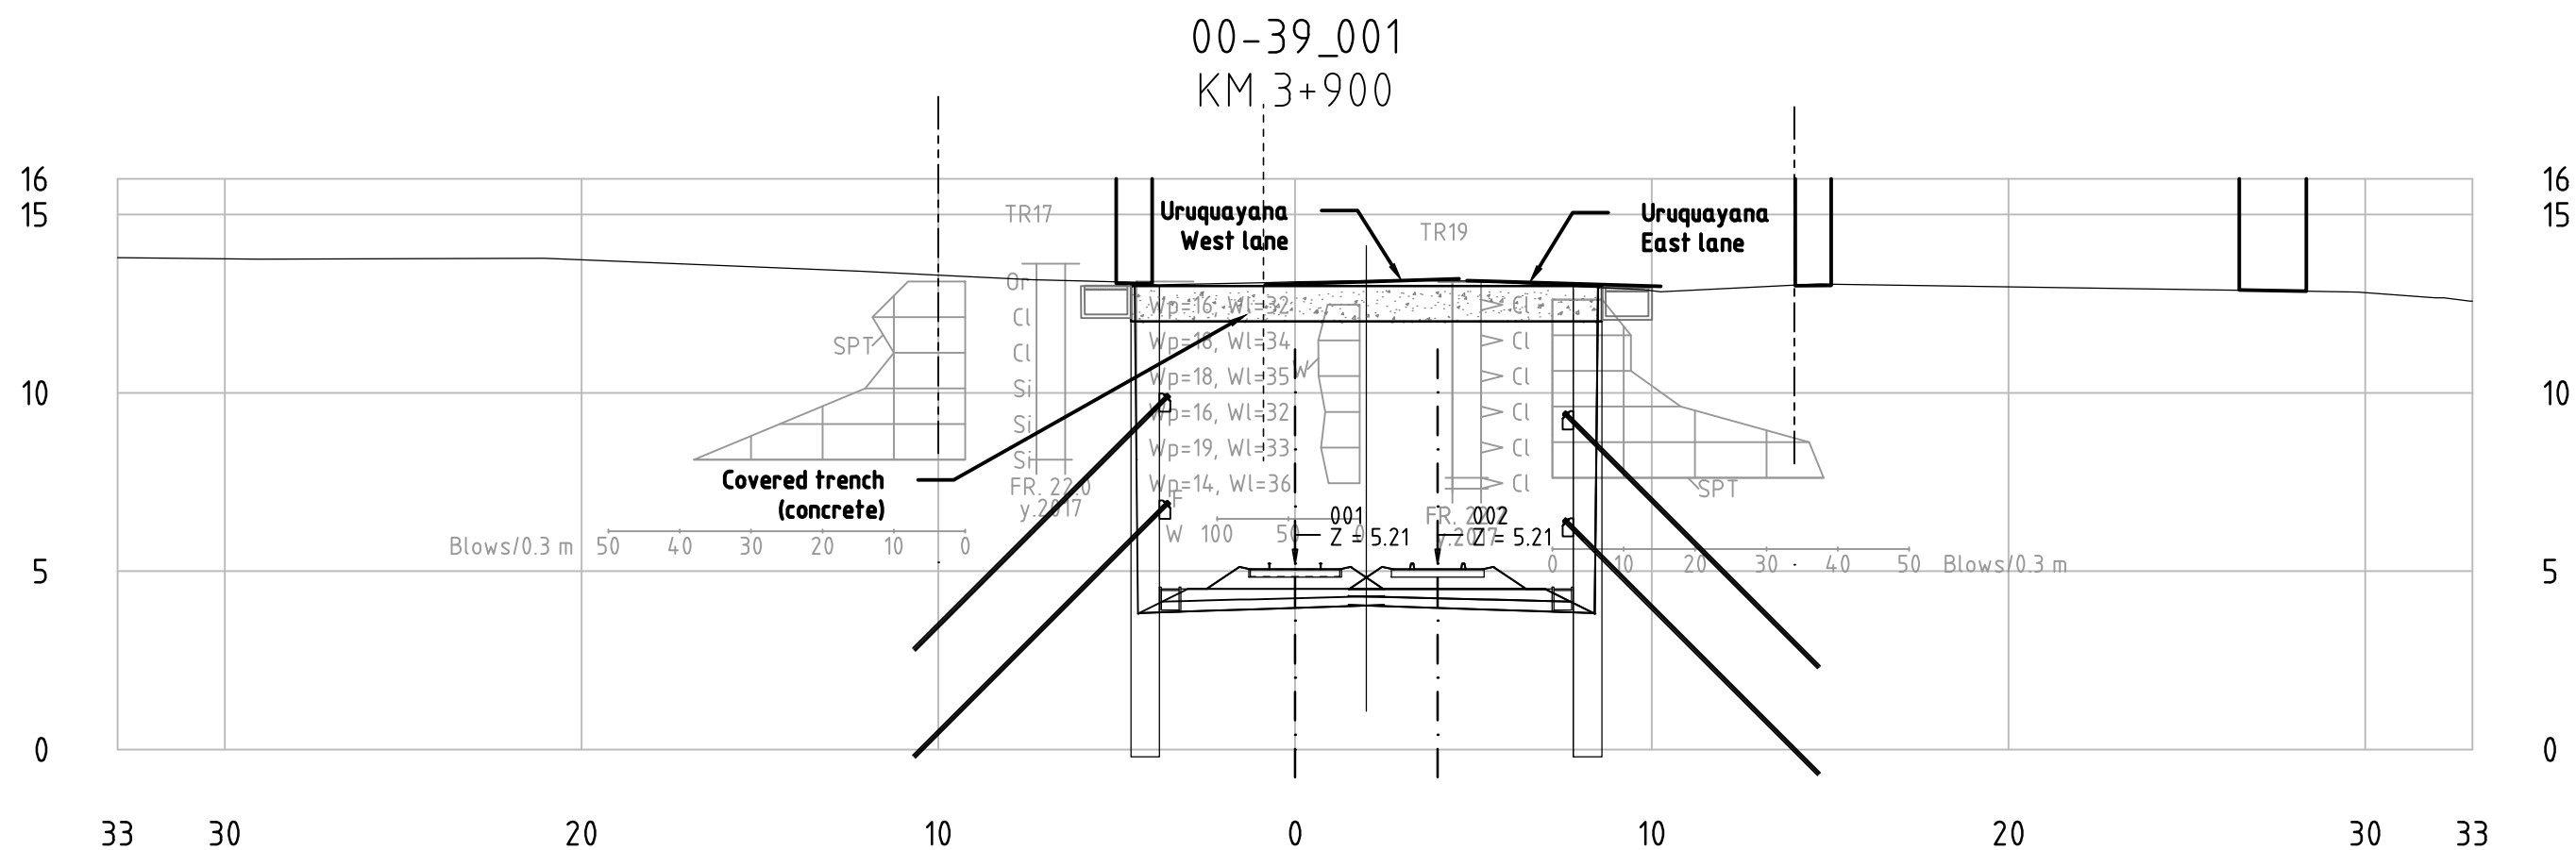 00-39_001
KM 3+900
16
16
15
TR17
Uruquayana
West lane
TR19
Uruquayana
East lane
15
Or
Wp=16, Wl=32
Cl
Cl
SPT
Wp=18, Wl=34
Cl
Cl
W
Wp=18, Wl=35
Cl
10
Si
10
Si
Wp=16, Wl=32
Cl
Si
Wp=19, Wl=33
Cl
Covered trench
(concrete)
FR. 22.0
y.2017
Wp=14, Wl=36
Cl
SPT
F
W 100 50 0
001
Z = 5.21
FR. 22.
y.2017
002
Z = 5.21
Blows/0.3 m 50 40 30 20 10 0
0 10 20 30 40 50 Blows/0.3 m
5
5
0
0
33 30 20 10 0 10 20 30 33